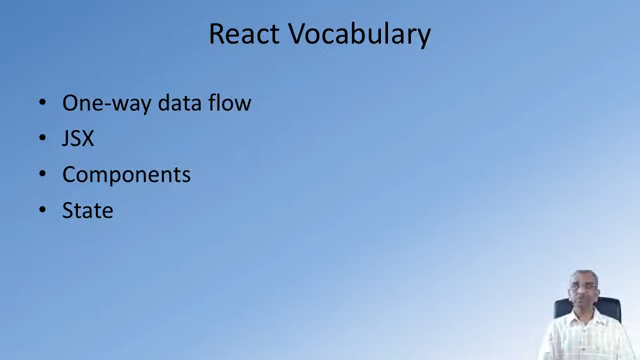 React Vocabulary
• One-way data flow
• JSX
• Components
• State